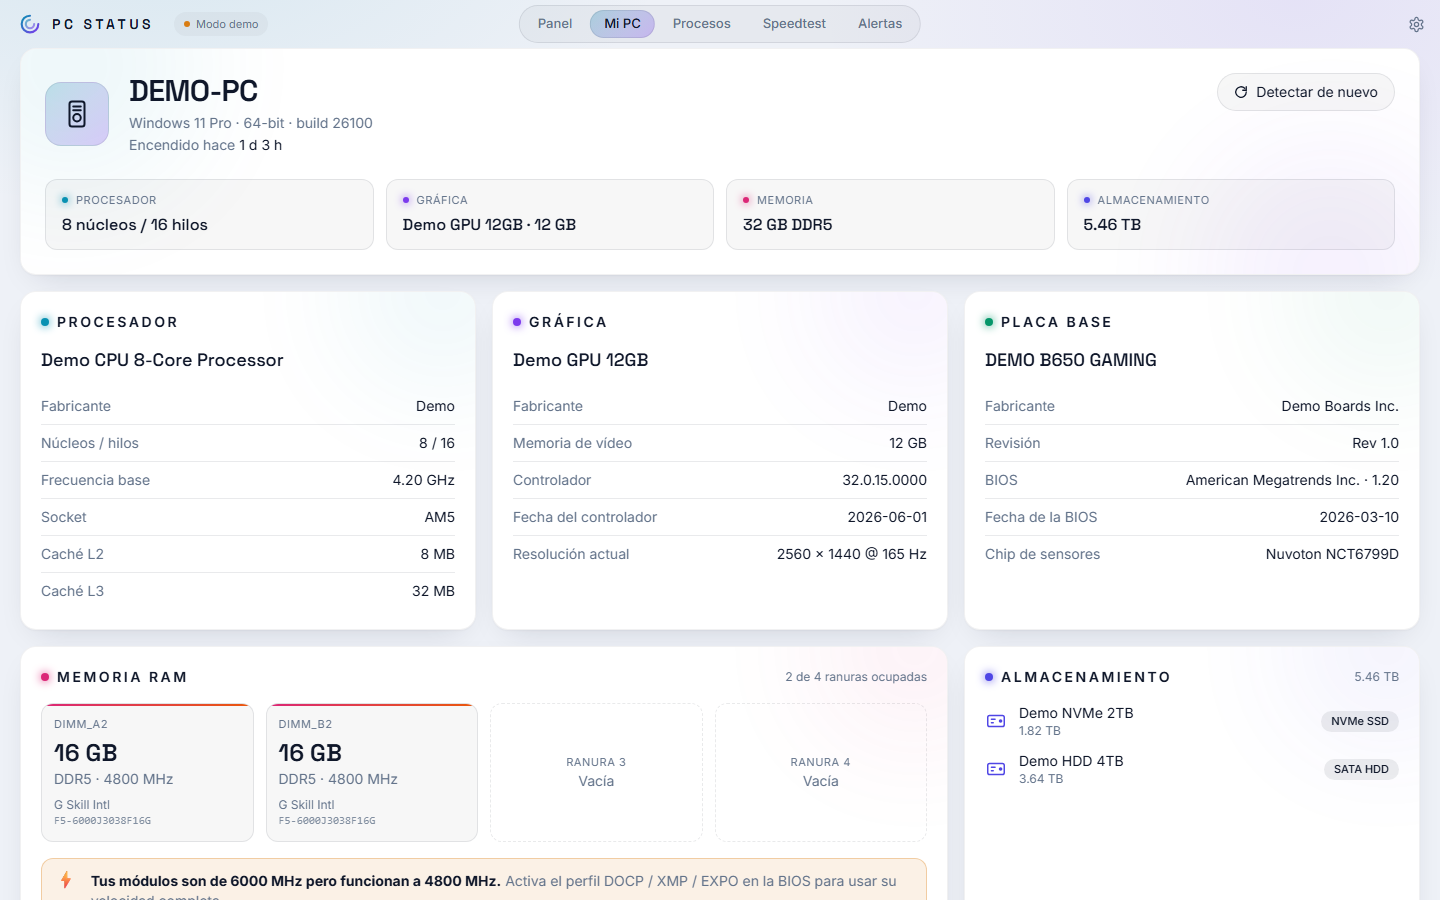 PC STATUS
Modo demo
Panel
Mi PC
Procesos
Speedtest
Alertas
DEMO-PC
Windows 11 Pro · 64-bit · build 26100
Encendido hace 1 d 3 h
Detectar de nuevo
PROCESADOR
8 núcleos / 16 hilos
GRÁFICA
Demo GPU 12GB · 12 GB
MEMORIA
32 GB DDR5
ALMACENAMIENTO
5.46 TB
PROCESADOR
Demo CPU 8-Core Processor
Fabricante Demo
Núcleos / hilos 8 / 16
Frecuencia base 4.20 GHz
Socket AM5
Caché L2 8 MB
Caché L3 32 MB
GRÁFICA
Demo GPU 12GB
Fabricante Demo
Memoria de vídeo 12 GB
Controlador 32.0.15.0000
Fecha del controlador 2026-06-01
Resolución actual 2560 × 1440 @ 165 Hz
PLACA BASE
DEMO B650 GAMING
Fabricante Demo Boards Inc.
Revisión Rev 1.0
BIOS American Megatrends Inc. · 1.20
Fecha de la BIOS 2026-03-10
Chip de sensores Nuvoton NCT6799D
MEMORIA RAM 2 de 4 ranuras ocupadas
DIMM_A2
16 GB
DDR5 · 4800 MHz
G Skill Intl
F5-6000J3038F16G
DIMM_B2
16 GB
DDR5 · 4800 MHz
G Skill Intl
F5-6000J3038F16G
RANURA 3
Vacía
RANURA 4
Vacía
Tus módulos son de 6000 MHz pero funcionan a 4800 MHz. Activa el perfil DOCP / XMP / EXPO en la BIOS para usar su
ALMACENAMIENTO 5.46 TB
Demo NVMe 2TB
1.82 TB
NVMe SSD
Demo HDD 4TB
3.64 TB
SATA HDD